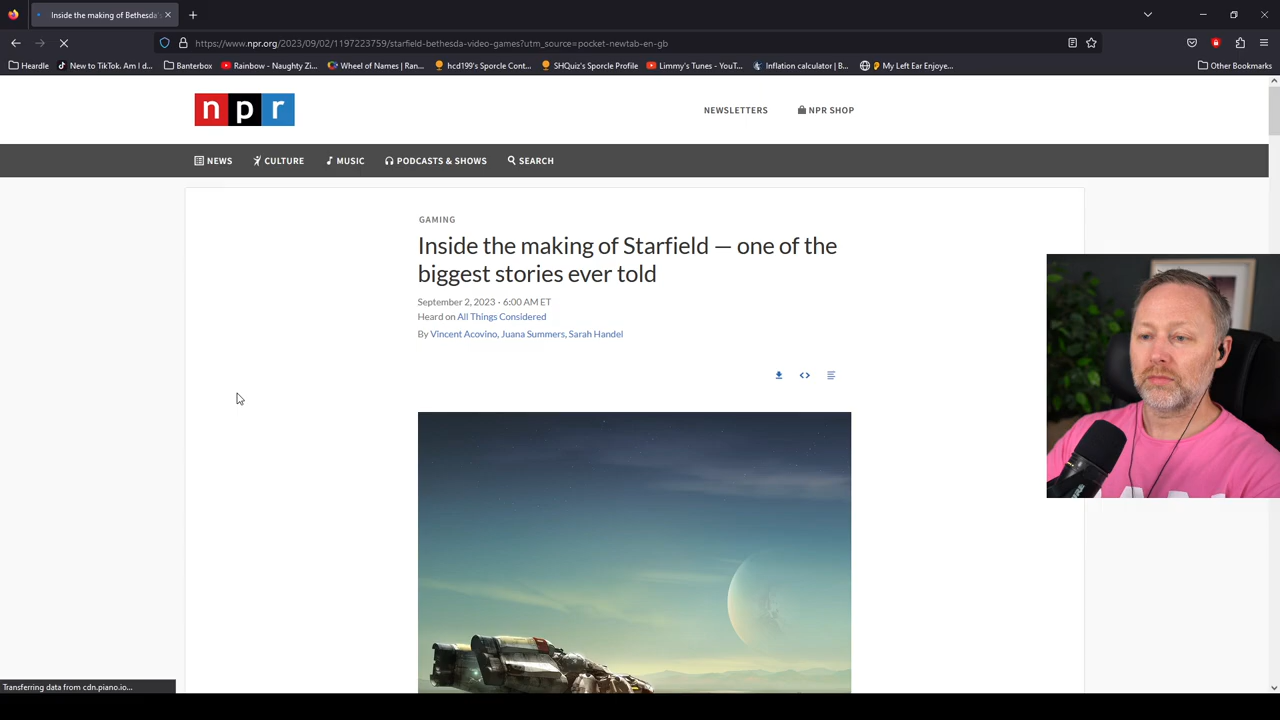 Inside the making of Bethesda'
https://www.npr.org/2023/09/02/1197223759/starfield-bethesda-video-games?utm_source=pocket-newtab-en-gb
Heardle
New to TikTok. Am I d...
Banterbox
Rainbow - Naughty Zi...
Wheel of Names | Ran...
hcd199's Sporcle Cont...
SHQuiz's Sporcle Profile
Limmy's Tunes - YouT...
Inflation calculator | B...
My Left Ear Enjoye...
Other Bookmarks
n p r
NEWSLETTERS
NPR SHOP
NEWS
CULTURE
MUSIC
PODCASTS & SHOWS
SEARCH
GAMING
Inside the making of Starfield — one of the
biggest stories ever told
September 2, 2023 · 6:00 AM ET
Heard on All Things Considered
By Vincent Acovino, Juana Summers, Sarah Handel
Transferring data from cdn.piano.io...